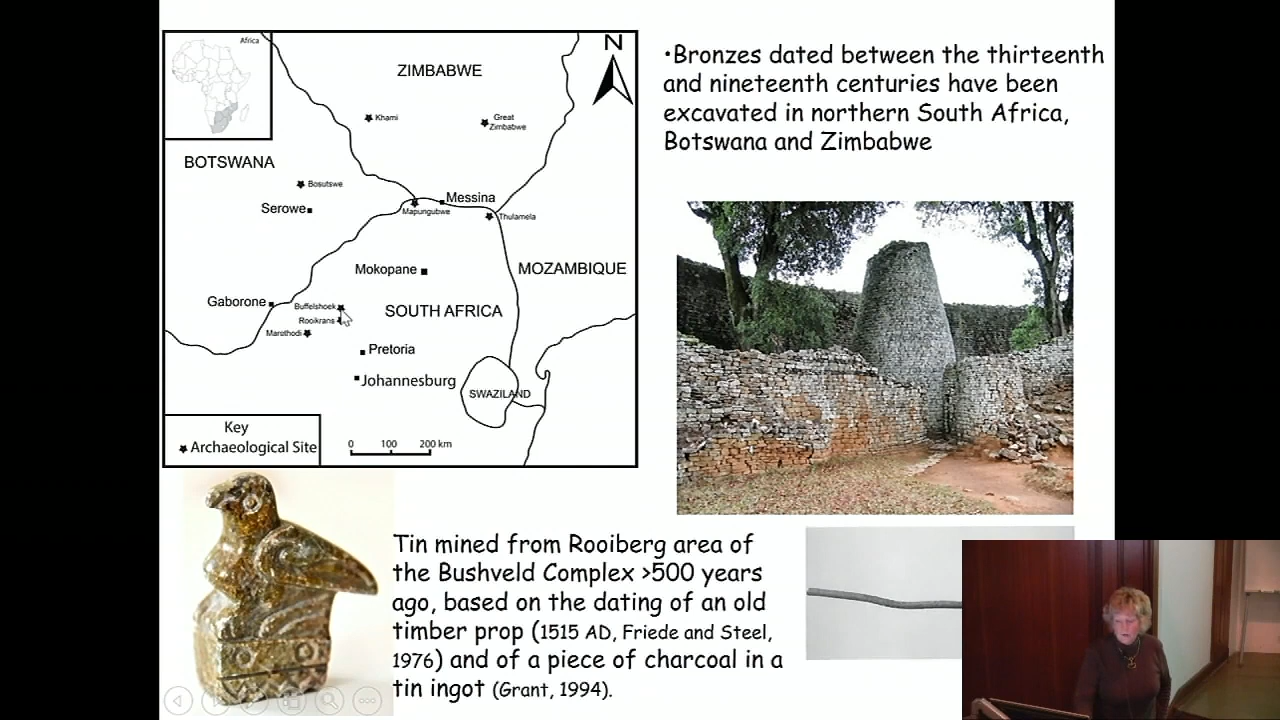 Africa
N
ZIMBABWE
Khami
Great
Zimbabwe
BOTSWANA
Bosutswe
Serowe
Messina
Mapungubwe
Thulamela
Mokopane
MOZAMBIQUE
Gaborone
Buffelshoek
SOUTH AFRICA
Rooikrans
Marothodi
Pretoria
Johannesburg
SWAZILAND
Key
Archaeological Site
0 100 200 km
•Bronzes dated between the thirteenth
and nineteenth centuries have been
excavated in northern South Africa,
Botswana and Zimbabwe
Tin mined from Rooiberg area of
the Bushveld Complex >500 years
ago, based on the dating of an old
timber prop (1515 AD, Friede and Steel,
1976) and of a piece of charcoal in a
tin ingot (Grant, 1994).